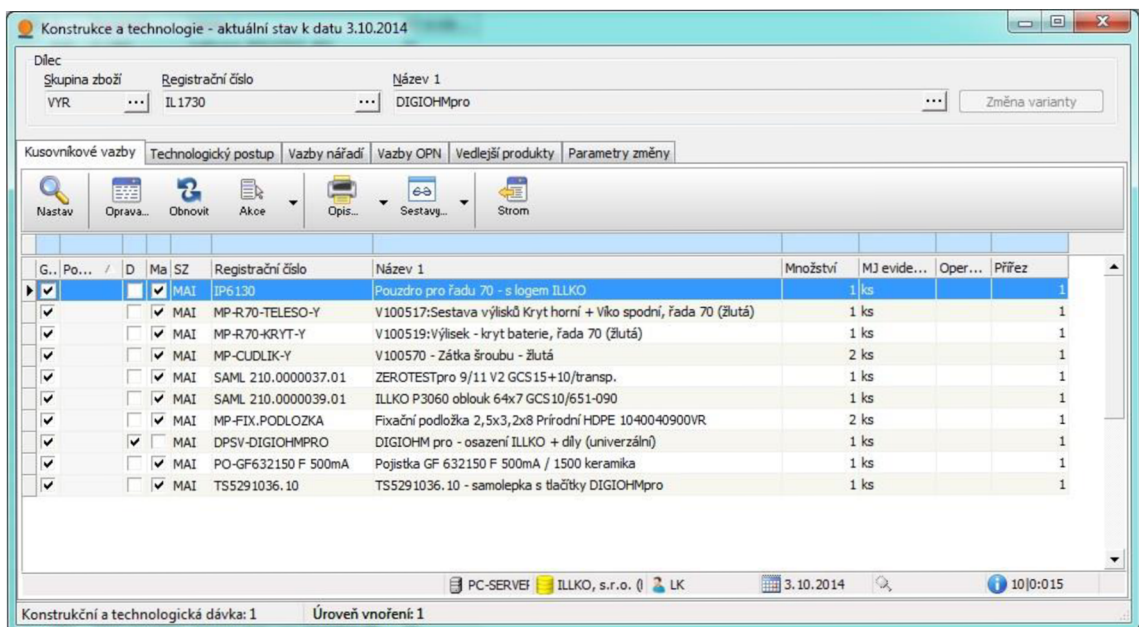 Konstrukce a technologie - aktuální stav k datu 3.10.2014
Dílec
Skupina zboží Registrační číslo Název 1
VYR ... IL1730 ... DIGIOHMpro ... Změna varianty
Kusovníkové vazby Technologický postup Vazby nářadí Vazby OPN Vedlejší produkty Parametry změny
Nastav Oprava... Obnovit Akce Opis... Sestavy... Strom
G.. Po... / D Ma SZ Registrační číslo Název 1 Množství MJ evide... Oper... Přířez
MAI IP6130 Pouzdro pro řadu 70 - s logem ILLKO 1 ks 1
MAI MP-R70-TELESO-Y V100517:Sestava výlisků Kryt horní + Víko spodní, řada 70 (žlutá) 1 ks 1
MAI MP-R70-KRYT-Y V100519:Výlisek - kryt baterie, řada 70 (žlutá) 1 ks 1
MAI MP-CUDLIK-Y V100570 - Zátka šroubu - žlutá 2 ks 1
MAI SAML 210.0000037.01 ZEROTESTpro 9/11 V2 GCS15+10/transp. 1 ks 1
MAI SAML 210.0000039.01 ILLKO P3060 oblouk 64x7 GCS10/651-090 1 ks 1
MAI MP-FIX.PODLOZKA Fixační podložka 2,5x3,2x8 Prírodní HDPE 1040040900VR 2 ks 1
MAI DPSV-DIGIOHMPRO DIGIOHM pro - osazení ILLKO + díly (univerzální) 1 ks 1
MAI PO-GF632150 F 500mA Pojistka GF 632150 F 500mA / 1500 keramika 1 ks 1
MAI TS5291036.10 TS5291036.10 - samolepka s tlačítky DIGIOHMpro 1 ks 1
PC-SERVER ILLKO, s.r.o. ( LK 3.10.2014 10|0:015
Konstrukční a technologická dávka: 1 Úroveň vnoření: 1